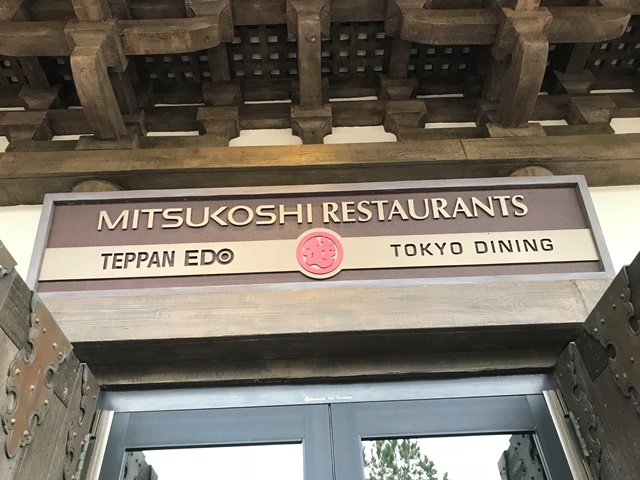 MITSUKOSHI RESTAURANTS
TEPPAN EDO TOKYO DINING